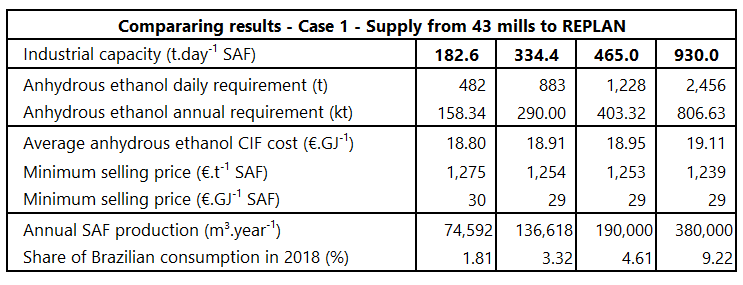 Compararing results - Case 1 - Supply from 43 mills to REPLAN
Industrial capacity (t.day⁻¹ SAF) 182.6 334.4 465.0 930.0
Anhydrous ethanol daily requirement (t) 482 883 1,228 2,456
Anhydrous ethanol annual requirement (kt) 158.34 290.00 403.32 806.63
Average anhydrous ethanol CIF cost (€.GJ⁻¹) 18.80 18.91 18.95 19.11
Minimum selling price (€.t⁻¹ SAF) 1,275 1,254 1,253 1,239
Minimum selling price (€.GJ⁻¹ SAF) 30 29 29 29
Annual SAF production (m³.year⁻¹) 74,592 136,618 190,000 380,000
Share of Brazilian consumption in 2018 (%) 1.81 3.32 4.61 9.22